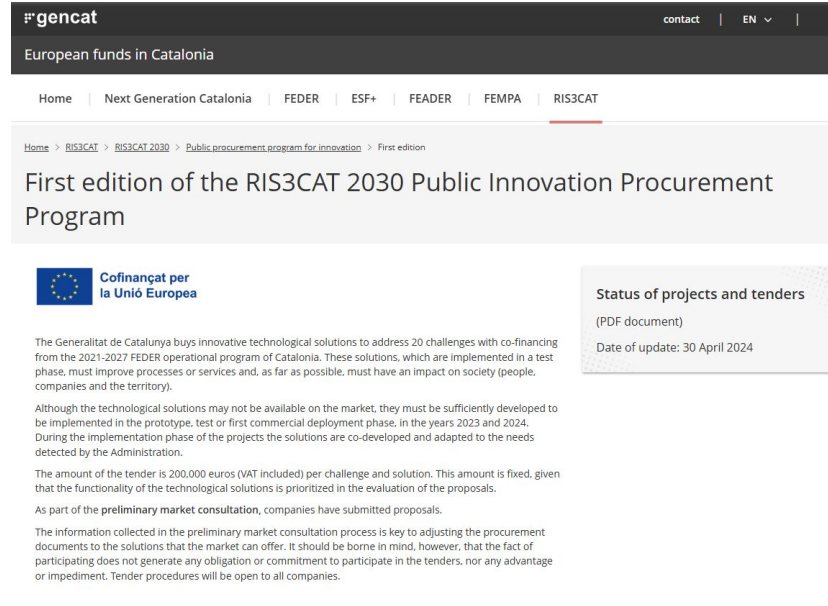 gencat
contact | EN |
European funds in Catalonia
Home | Next Generation Catalonia | FEDER | ESF+ | FEADER | FEMPA | RIS3CAT
Home > RIS3CAT > RIS3CAT 2030 > Public procurement program for innovation > First edition
First edition of the RIS3CAT 2030 Public Innovation Procurement
Program
Cofinançat per
la Unió Europea
The Generalitat de Catalunya buys innovative technological solutions to address 20 challenges with co-financing
from the 2021-2027 FEDER operational program of Catalonia. These solutions, which are implemented in a test
phase, must improve processes or services and, as far as possible, must have an impact on society (people,
companies and the territory).
Although the technological solutions may not be available on the market, they must be sufficiently developed to
be implemented in the prototype, test or first commercial deployment phase, in the years 2023 and 2024.
During the implementation phase of the projects the solutions are co-developed and adapted to the needs
detected by the Administration.
The amount of the tender is 200,000 euros (VAT included) per challenge and solution. This amount is fixed, given
that the functionality of the technological solutions is prioritized in the evaluation of the proposals.
As part of the preliminary market consultation, companies have submitted proposals.
The information collected in the preliminary market consultation process is key to adjusting the procurement
documents to the solutions that the market can offer. It should be borne in mind, however, that the fact of
participating does not generate any obligation or commitment to participate in the tenders, nor any advantage
or impediment. Tender procedures will be open to all companies.
Status of projects and tenders
(PDF document)
Date of update: 30 April 2024